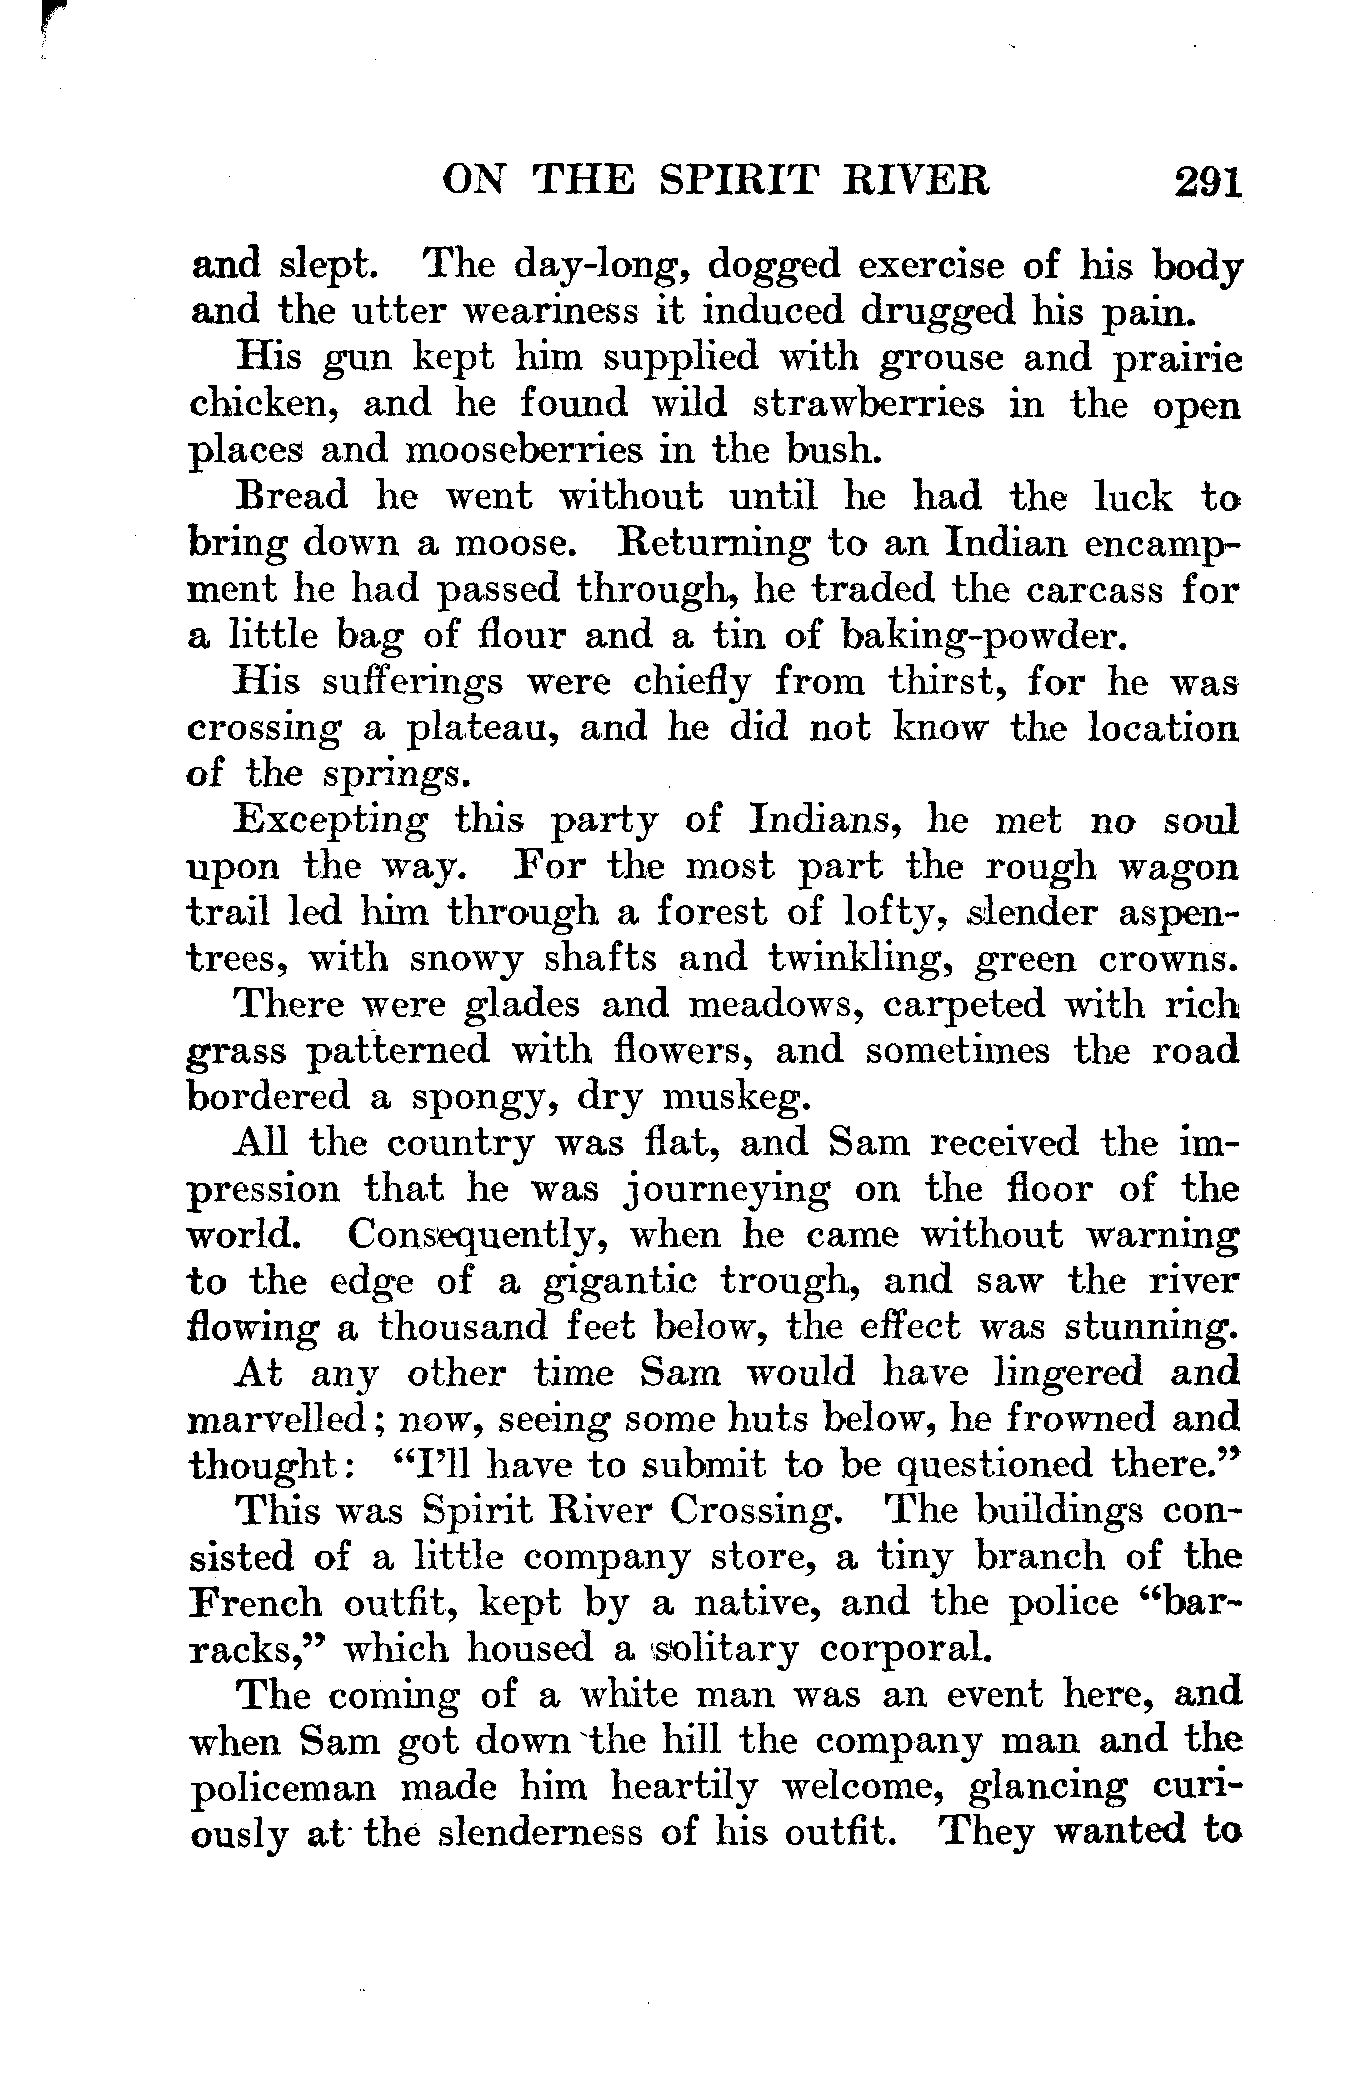 ON THE SPIRIT RIVER 291
and slept. The day-long, dogged exercise of his body
and the utter weariness it induced drugged his pain.
His gun kept him supplied with grouse and prairie
chicken, and he found wild strawberries in the open
places and mooseberries in the bush.
Bread he went without until he had the luck to
bring down a moose. Returning to an Indian encamp-
ment he had passed through, he traded the carcass for
a little bag of flour and a tin of baking-powder.
His sufferings were chiefly from thirst, for he was
crossing a plateau, and he did not know the location
of the springs.
Excepting this party of Indians, he met no soul
upon the way. For the most part the rough wagon
trail led him through a forest of lofty, slender aspen-
trees, with snowy shafts and twinkling, green crowns.
There were glades and meadows, carpeted with rich
grass patterned with flowers, and sometimes the road
bordered a spongy, dry muskeg.
All the country was flat, and Sam received the im-
pression that he was journeying on the floor of the
world. Consequently, when he came without warning
to the edge of a gigantic trough, and saw the river
flowing a thousand feet below, the effect was stunning.
At any other time Sam would have lingered and
marvelled; now, seeing some huts below, he frowned and
thought: "I'll have to submit to be questioned there."
This was Spirit River Crossing. The buildings con-
sisted of a little company store, a tiny branch of the
French outfit, kept by a native, and the police "bar-
racks," which housed a solitary corporal.
The coming of a white man was an event here, and
when Sam got down the hill the company man and the
policeman made him heartily welcome, glancing curi-
ously at the slenderness of his outfit. They wanted to